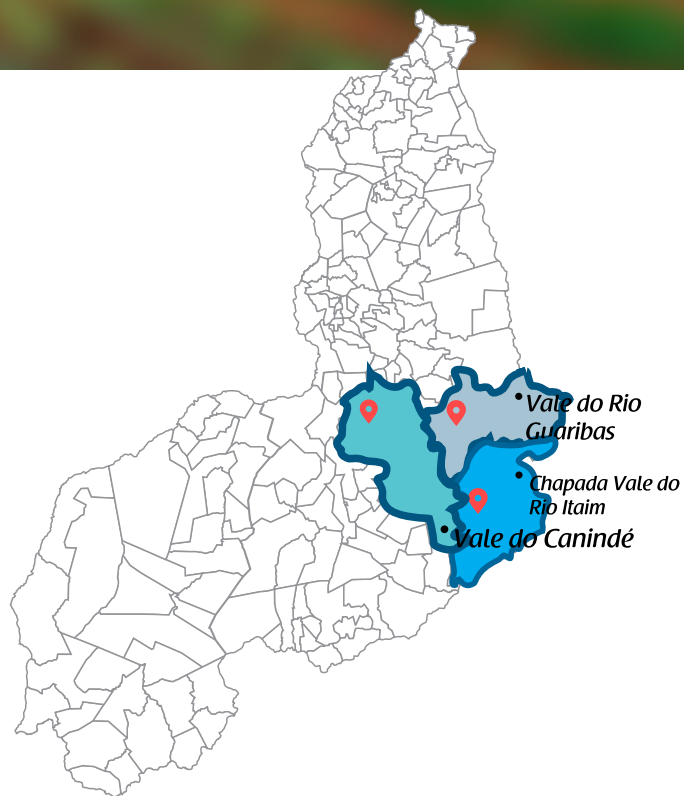 Vale do Rio
Guaribas
Chapada Vale do
Rio Itaim
Vale do Canindé